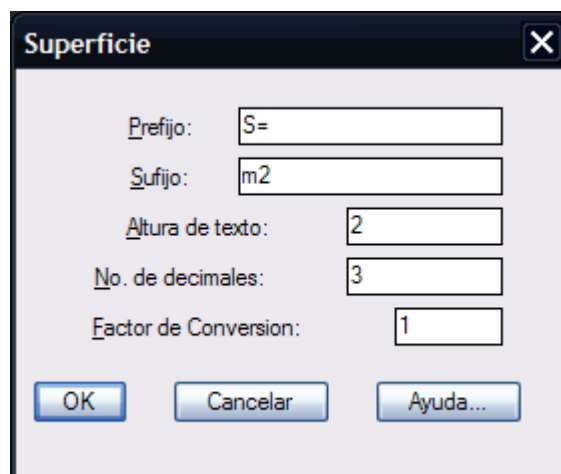 Superficie
Prefijo: S=
Sufijo: m2
Altura de texto: 2
No. de decimales: 3
Factor de Conversion: 1
OK Cancelar Ayuda...